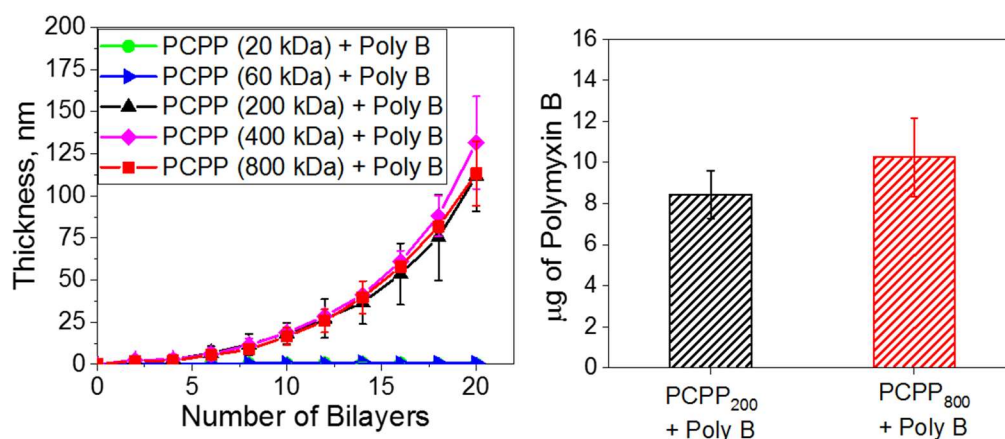 200
175
150
125
100
75
50
25
0
Thickness, nm
PCPP (20 kDa) + Poly B
PCPP (60 kDa) + Poly B
PCPP (200 kDa) + Poly B
PCPP (400 kDa) + Poly B
PCPP (800 kDa) + Poly B
0 5 10 15 20
Number of Bilayers
16
14
12
10
8
6
4
2
0
μg of Polymyxin B
PCPP200
+ Poly B
PCPP800
+ Poly B